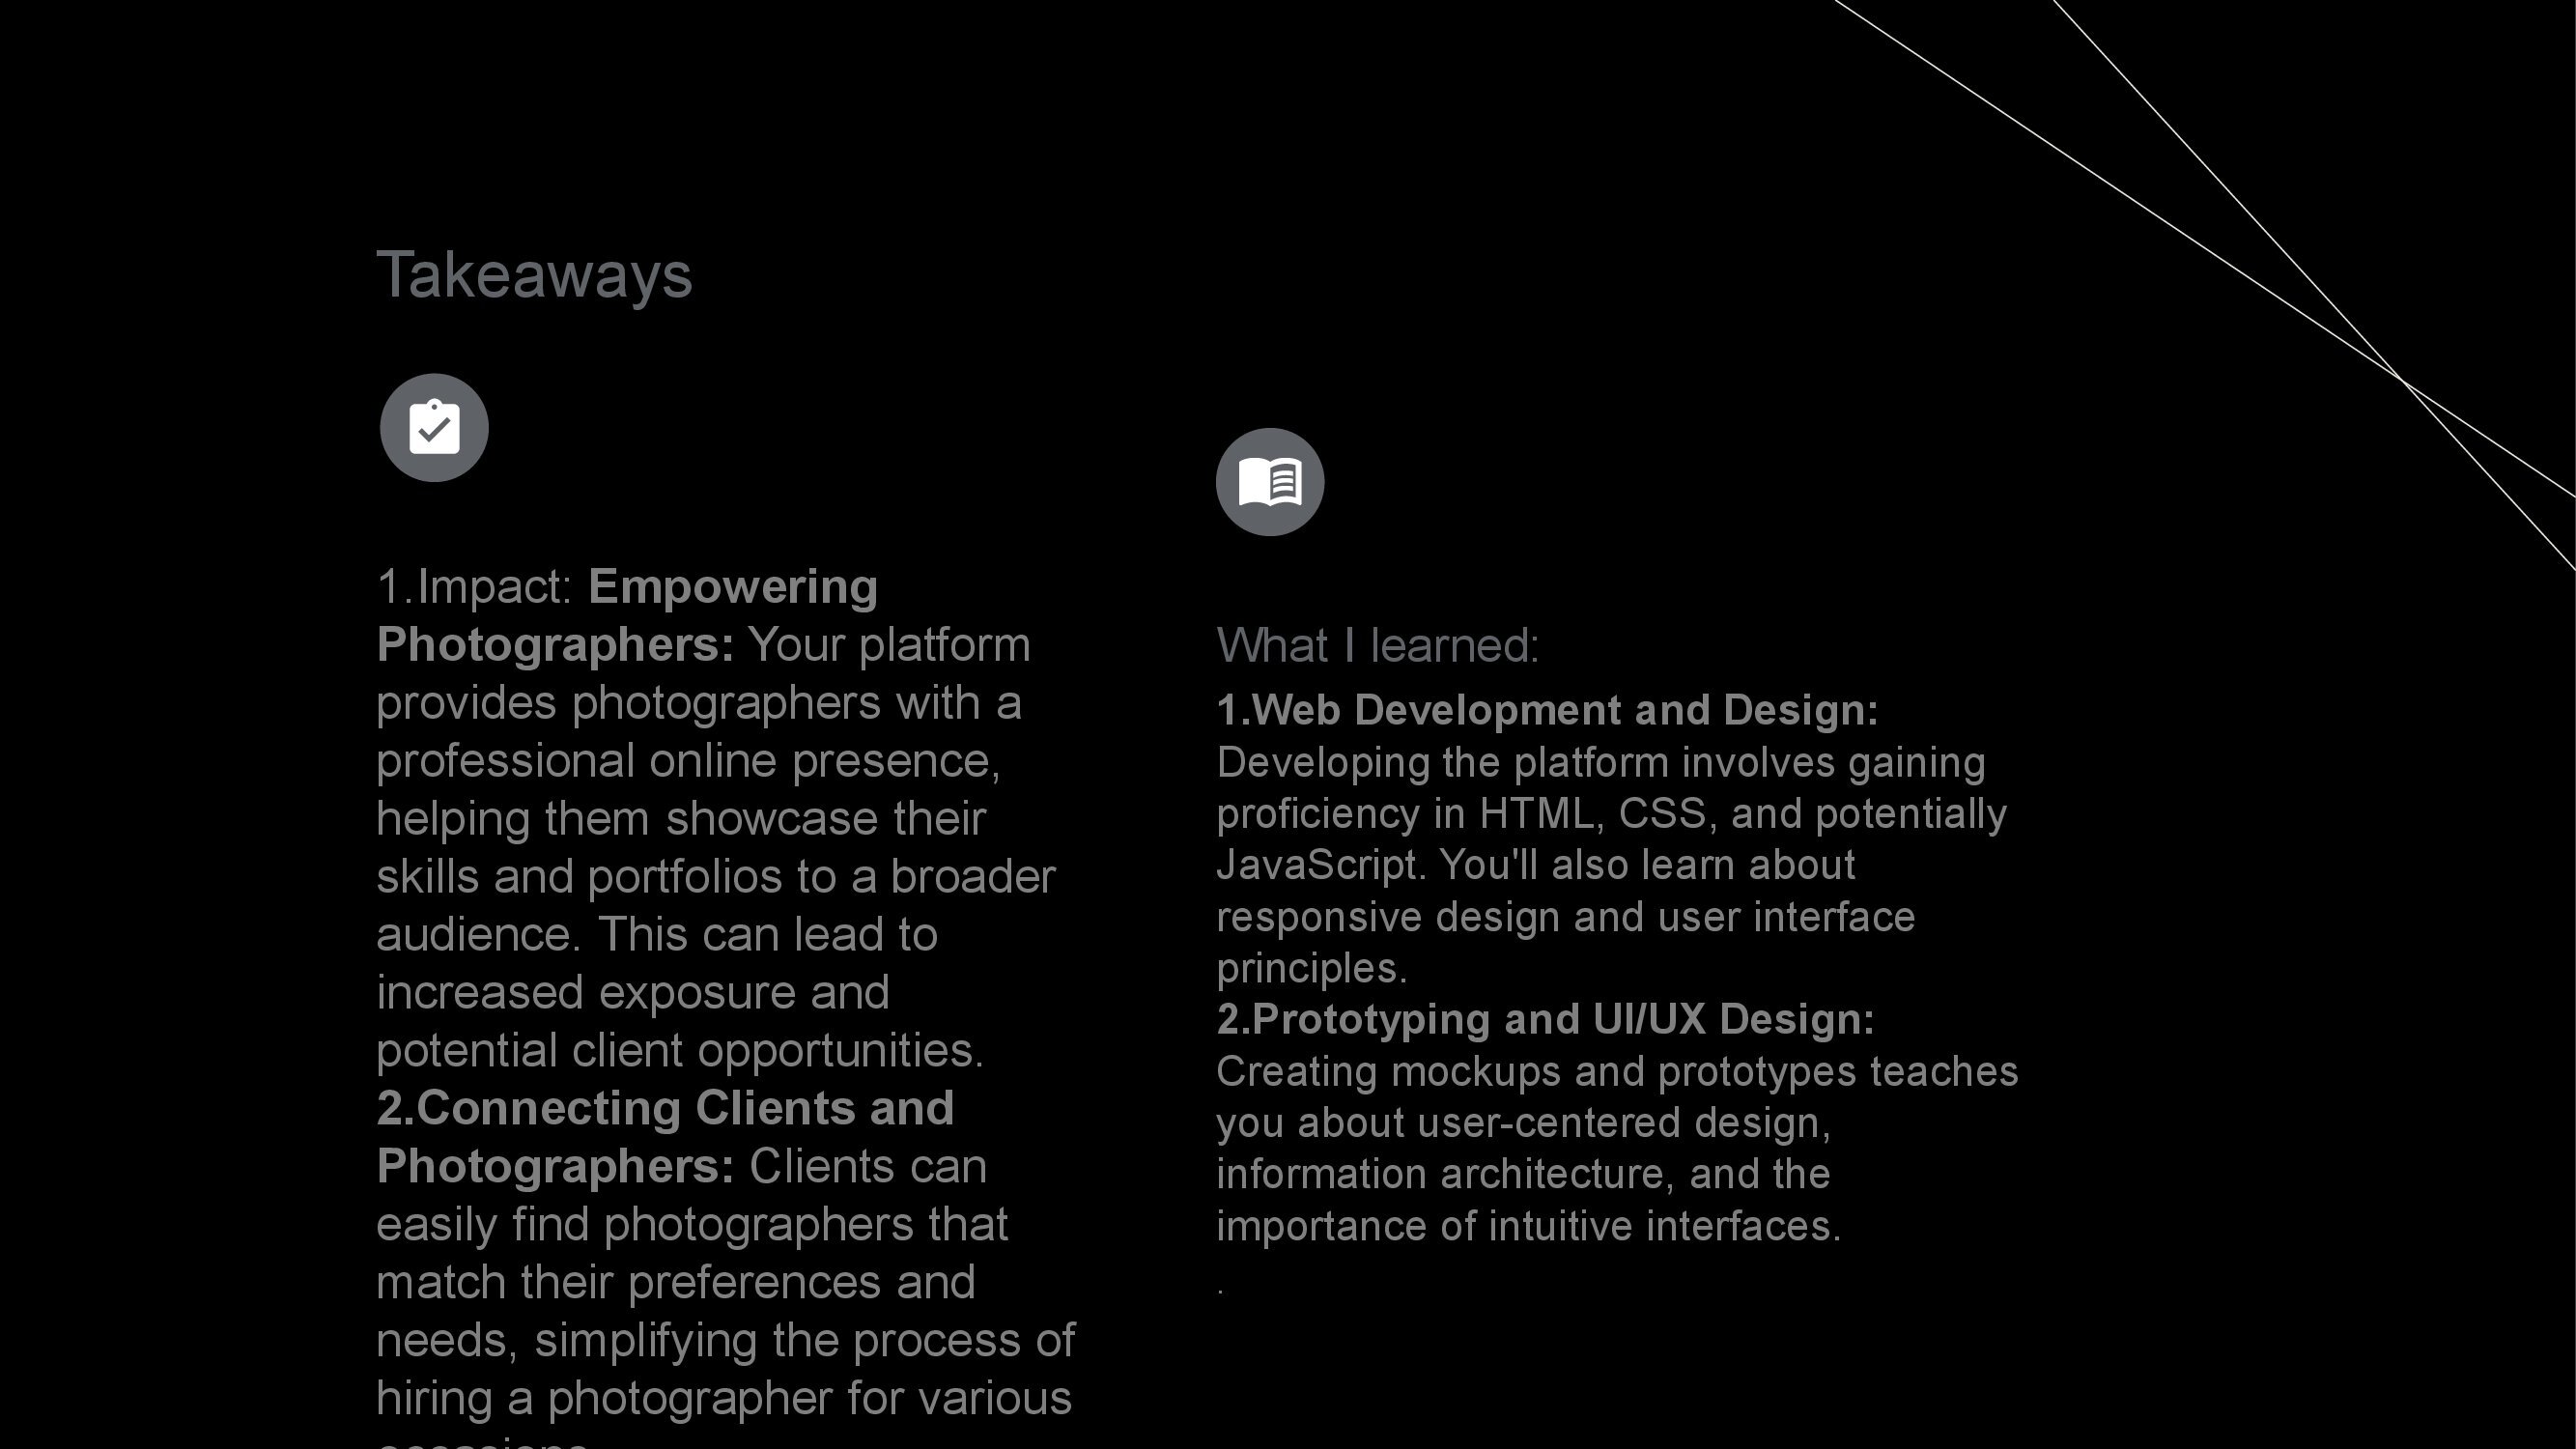 Takeaways
1.Impact: Empowering
Photographers: Your platform
provides photographers with a
professional online presence,
helping them showcase their
skills and portfolios to a broader
audience. This can lead to
increased exposure and
potential client opportunities.
2.Connecting Clients and
Photographers: Clients can
easily find photographers that
match their preferences and
needs, simplifying the process of
hiring a photographer for various
What I learned:
1.Web Development and Design:
Developing the platform involves gaining
proficiency in HTML, CSS, and potentially
JavaScript. You'll also learn about
responsive design and user interface
principles.
2.Prototyping and UI/UX Design:
Creating mockups and prototypes teaches
you about user-centered design,
information architecture, and the
importance of intuitive interfaces.
.